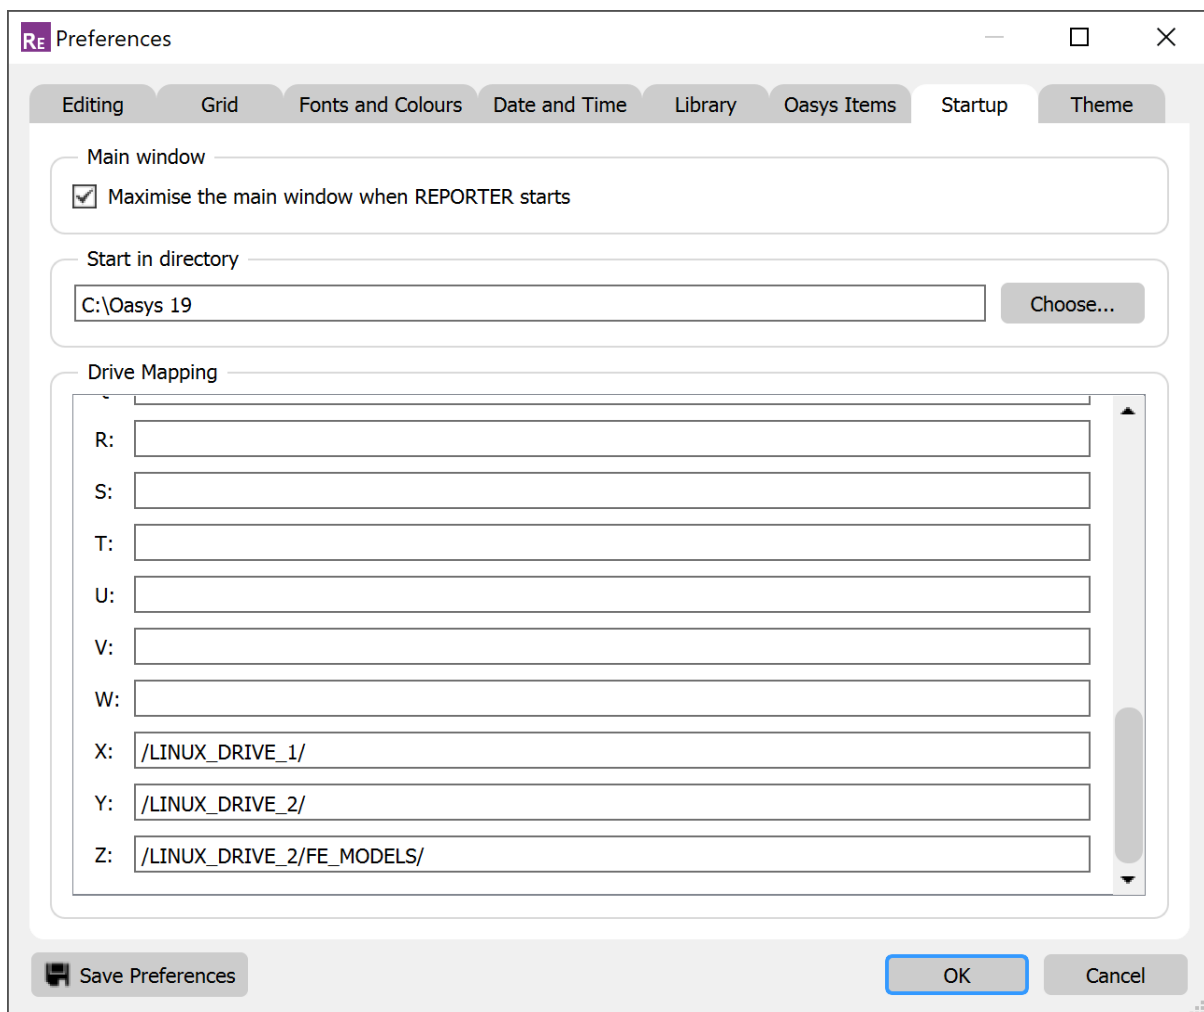 RE Preferences
Editing Grid Fonts and Colours Date and Time Library Oasys Items Startup Theme
Main window
Maximise the main window when REPORTER starts
Start in directory
C:\Oasys 19 Choose...
Drive Mapping
R:
S:
T:
U:
V:
W:
X: /LINUX_DRIVE_1/
Y: /LINUX_DRIVE_2/
Z: /LINUX_DRIVE_2/FE_MODELS/
Save Preferences OK Cancel